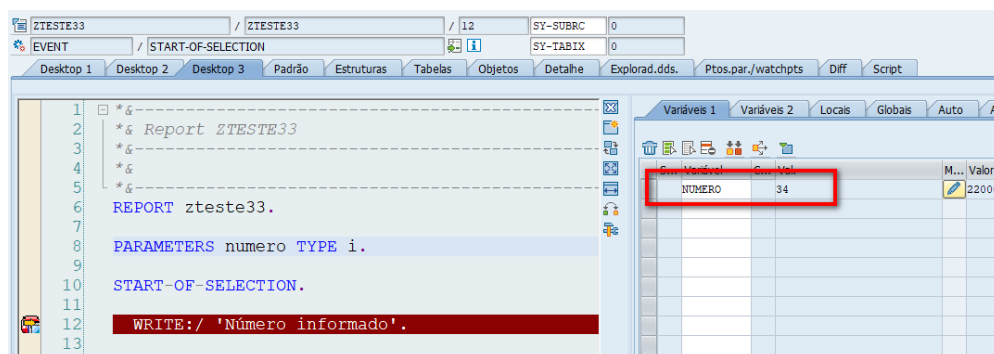 ZTESTE33 / ZTESTE33 / 12 SY-SUBRC 0
EVENT / START-OF-SELECTION SY-TABIX 0
Desktop 1 Desktop 2 Desktop 3 Padrão Estruturas Tabelas Objetos Detalhe Explorad.dds. Ptos.par./watchpts Diff Script
Variáveis 1 Variáveis 2 Locais Globais Auto
S... Variável C... Val. M... Valor
NUMERO 34 2200
1 *&----------------------------------------------
2 *& Report ZTESTE33
3 *&----------------------------------------------
4 *&
5 *&----------------------------------------------
6 REPORT zteste33.
7
8 PARAMETERS numero TYPE i.
9
10 START-OF-SELECTION.
11
12 WRITE:/ 'Número informado'.
13